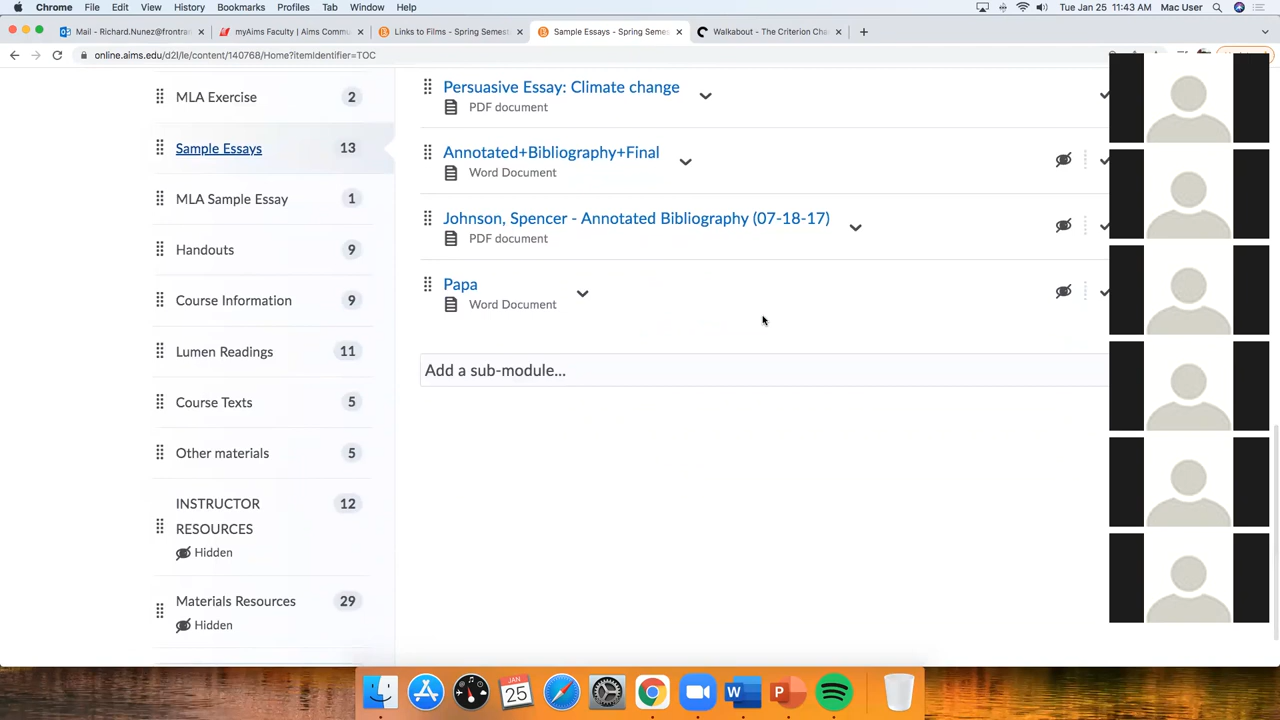 Chrome File Edit View History Bookmarks Profiles Tab Window Help Tue Jan 25 11:43 AM Mac User
Mail - Richard.Nunez@frontra
myAims Faculty | Aims Commu
Links to Films - Spring Semest
Sample Essays - Spring Semes
Walkabout - The Criterion Cha
online.aims.edu/d2l/le/content/140768/Home?itemIdentifier=TOC
MLA Exercise 2
Sample Essays 13
MLA Sample Essay 1
Handouts 9
Course Information 9
Lumen Readings 11
Course Texts 5
Other materials 5
INSTRUCTOR 12
RESOURCES
Hidden
Materials Resources 29
Hidden
Persuasive Essay: Climate change
PDF document
Annotated+Bibliography+Final
Word Document
Johnson, Spencer - Annotated Bibliography (07-18-17)
PDF document
Papa
Word Document
Add a sub-module...
JAN
25